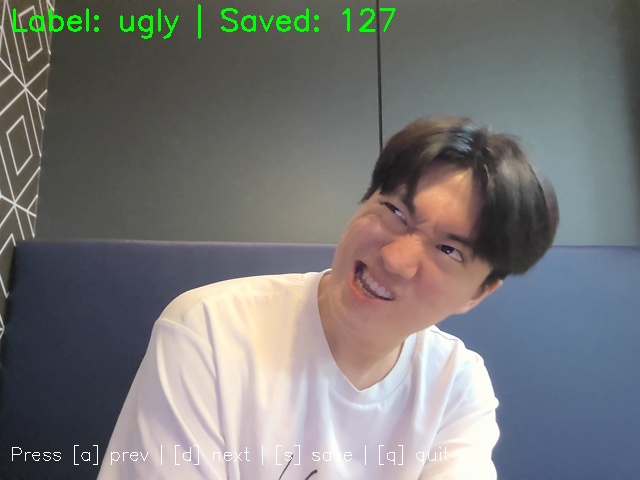 Label: ugly | Saved: 127
Press [a] prev | [d] next | [s] save | [q] quit